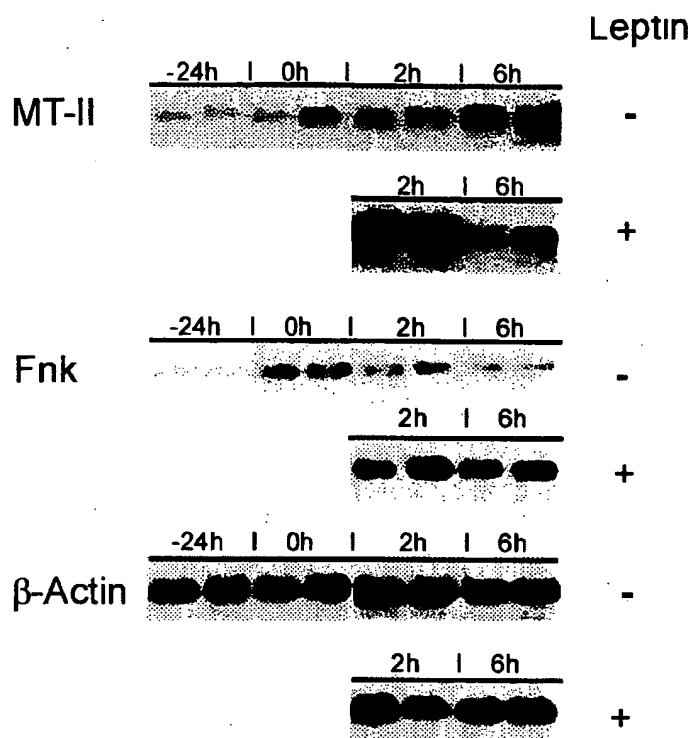 Leptin
-24h | 0h | 2h | 6h
MT-II -
2h | 6h
+
-24h | 0h | 2h | 6h
Fnk -
2h | 6h
+
-24h | 0h | 2h | 6h
β-Actin -
2h | 6h
+